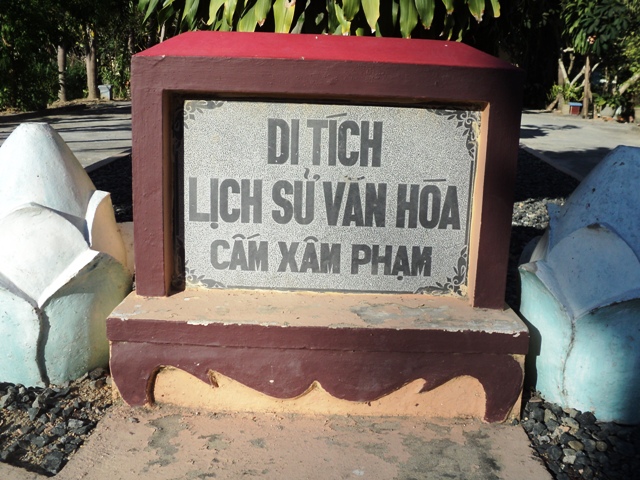 DI TÍCH
LỊCH SỬ VĂN HÓA
CẤM XÂM PHẠM